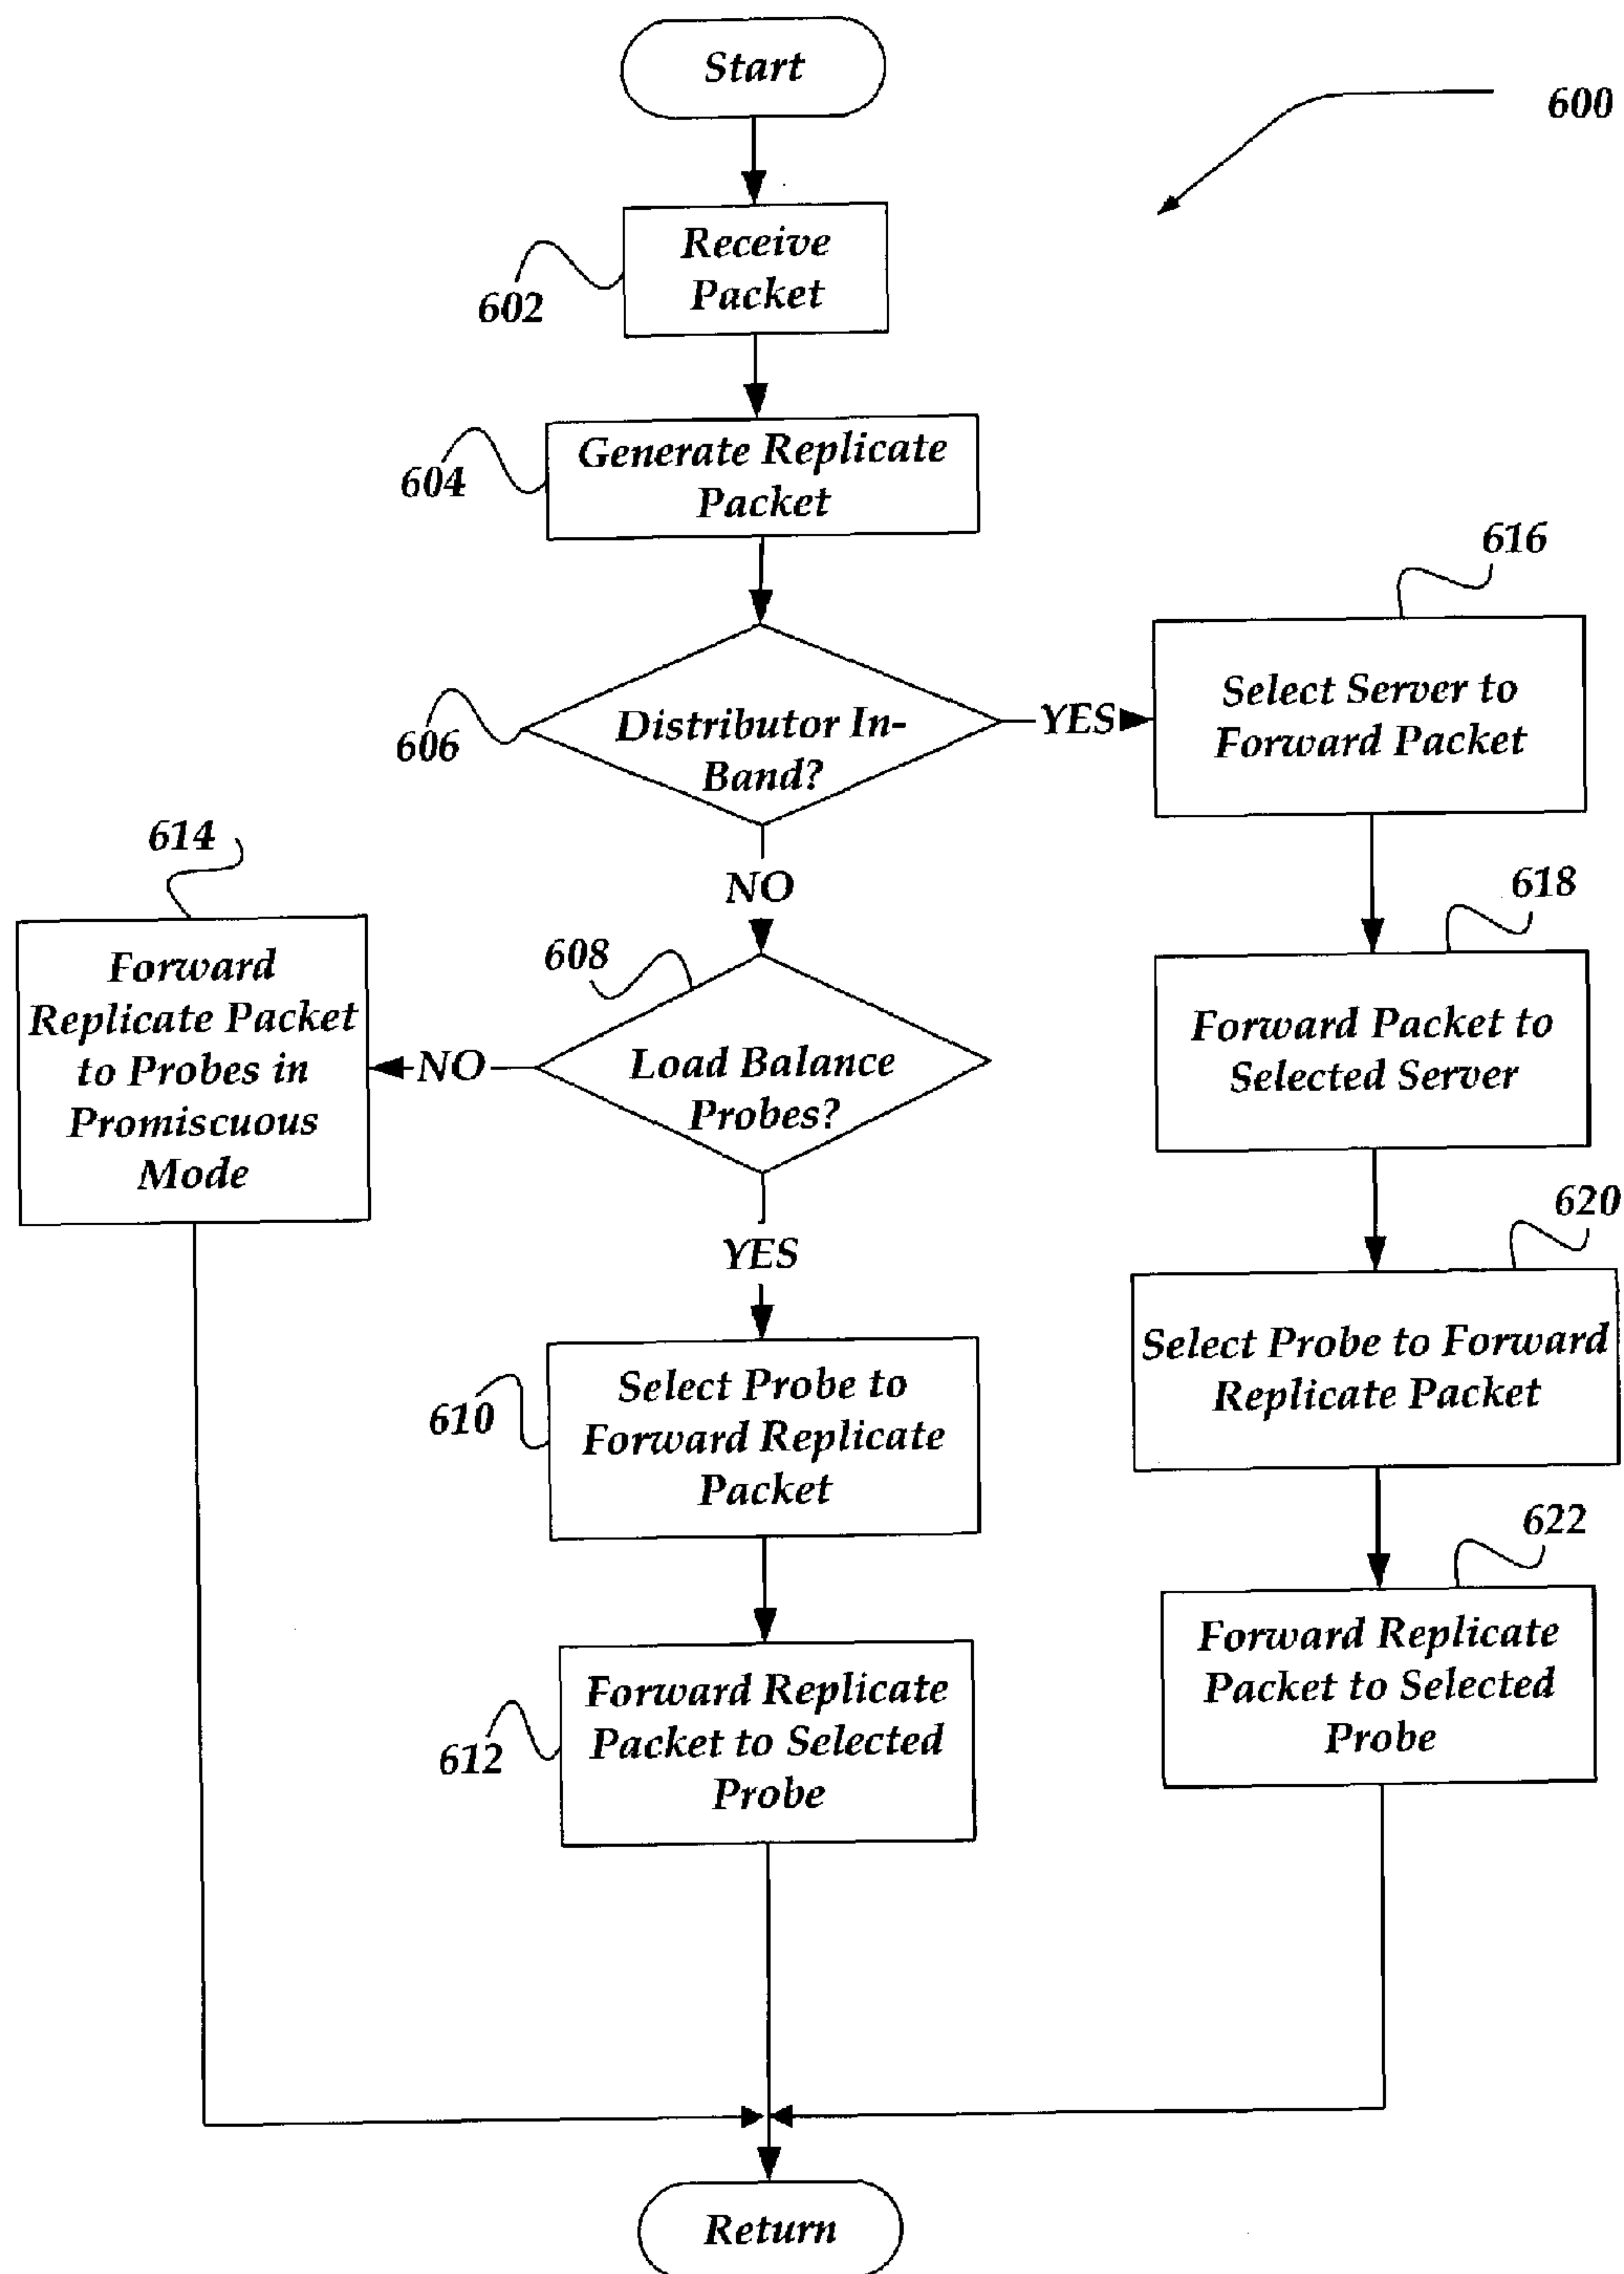 Start
600
Receive
Packet
602
Generate Replicate
Packet
604
616
Distributor In-
Band?
606
YES
Select Server to
Forward Packet
NO
614
618
608
Forward
Replicate Packet
to Probes in
Promiscuous
Mode
NO
Load Balance
Probes?
Forward Packet to
Selected Server
620
YES
Select Probe to Forward
Replicate Packet
610
Select Probe to
Forward Replicate
Packet
622
Forward Replicate
Packet to Selected
Probe
612
Forward Replicate
Packet to Selected
Probe
Return